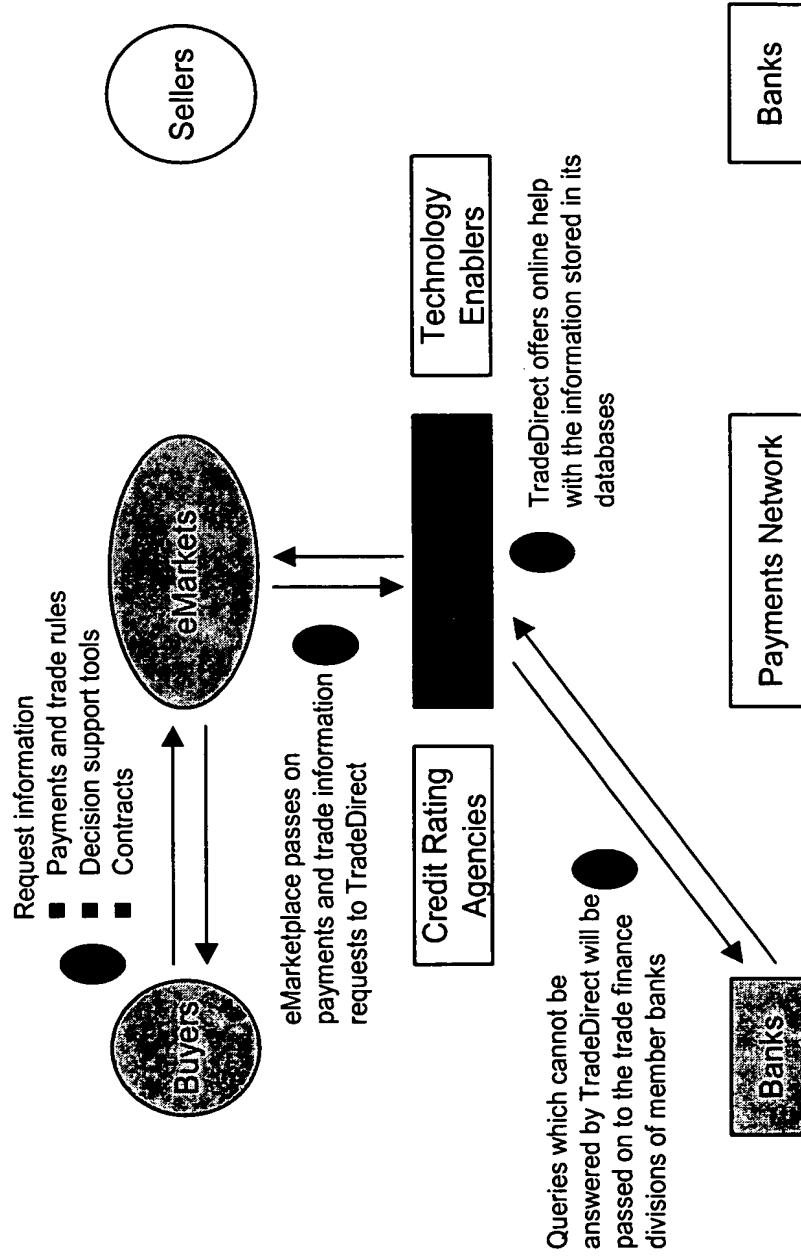 Request information
■ Payments and trade rules
■ Decision support tools
■ Contracts
Buyers
eMarkets
Sellers
eMarketplace passes on
payments and trade information
requests to TradeDirect
Credit Rating
Agencies
Technology
Enablers
TradeDirect offers online help
with the information stored in its
databases
Queries which cannot be
answered by TradeDirect will be
passed on to the trade finance
divisions of member banks
Banks
Payments Network
Banks